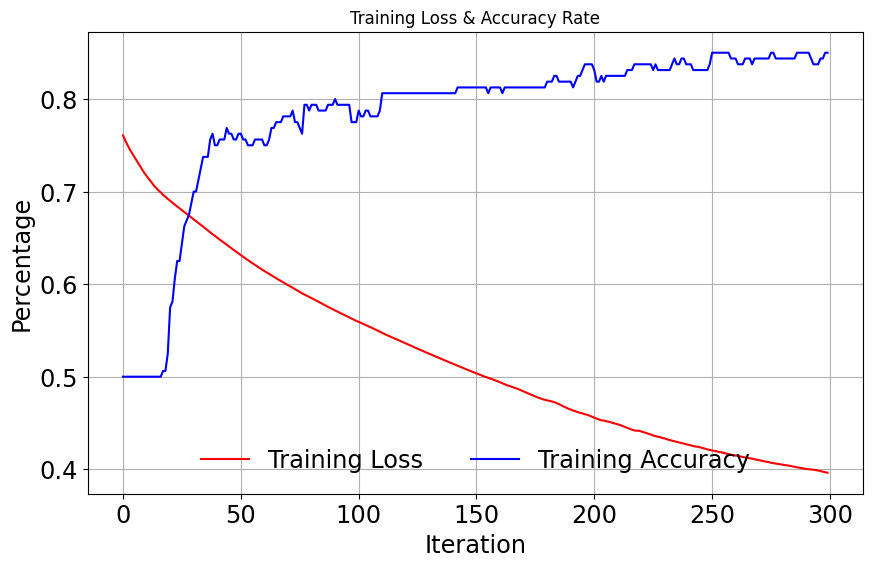 Training Loss & Accuracy Rate
Percentage
0.8
0.7
0.6
0.5
0.4
Training Loss Training Accuracy
0 50 100 150 200 250 300
Iteration